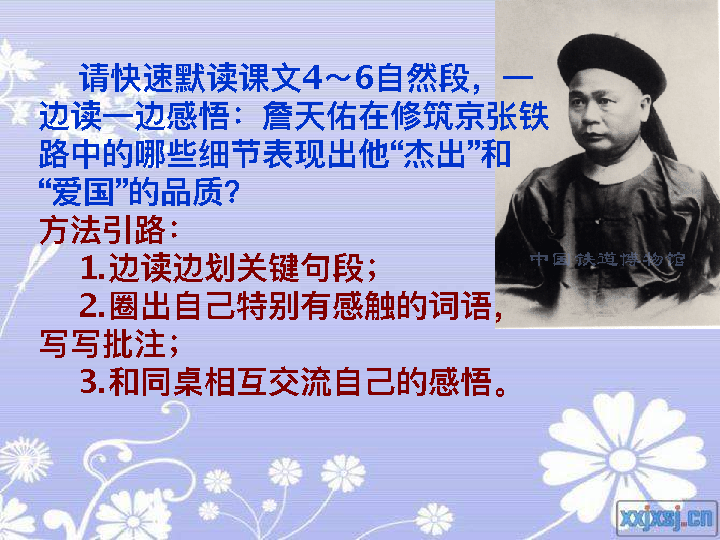 请快速默读课文4～6自然段，一
边读一边感悟：詹天佑在修筑京张铁
路中的哪些细节表现出他“杰出”和
“爱国”的品质？
方法引路：
1.边读边划关键句段；
2.圈出自己特别有感触的词语，
写写批注；
3.和同桌相互交流自己的感悟。
中国铁道博物馆
xxjxsj.cn